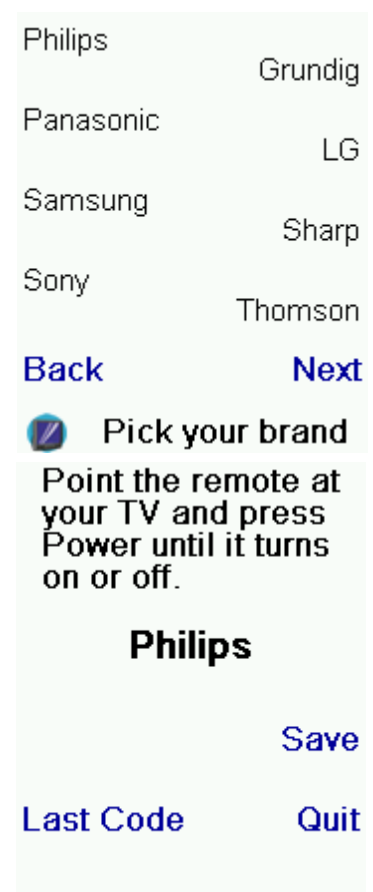 Philips
Grundig
Panasonic
LG
Samsung
Sharp
Sony
Thomson
Back Next
Pick your brand
Point the remote at
your TV and press
Power until it turns
on or off.
Philips
Save
Last Code Quit